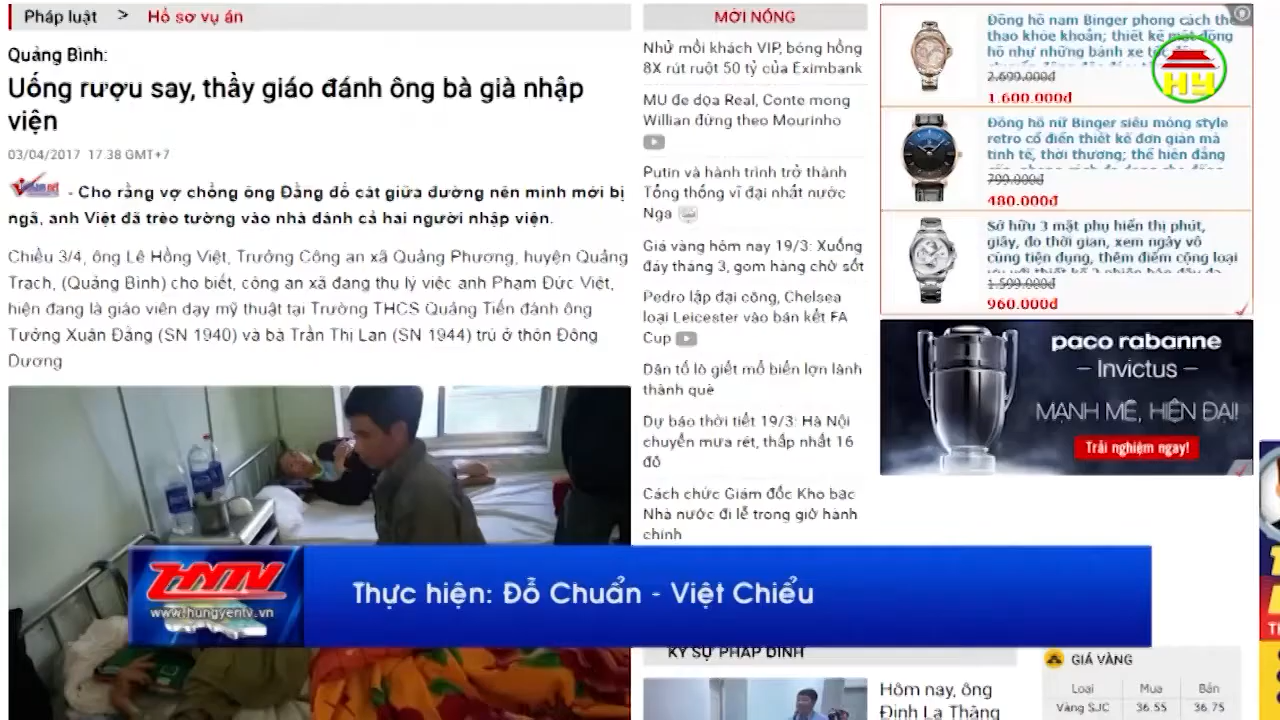 Pháp luật > Hồ sơ vụ án
Quảng Bình:
Uống rượu say, thầy giáo đánh ông bà già nhập
viện
03/04/2017 17:38 GMT+7
- Cho rằng vợ chồng ông Đằng đổ cát giữa đường nên mình mới bị
ngã, anh Việt đã trèo tường vào nhà đánh cả hai người nhập viện.
Chiều 3/4, ông Lê Hồng Việt, Trưởng Công an xã Quảng Phương, huyện Quảng
Trạch, (Quảng Bình) cho biết, công an xã đang thụ lý việc anh Phạm Đức Việt,
hiện đang là giáo viên dạy mỹ thuật tại Trường THCS Quảng Tiến đánh ông
Tưởng Xuân Đằng (SN 1940) và bà Trần Thị Lan (SN 1944) trú ở thôn Đông
Dương
MỚI NÓNG
Nhử mồi khách VIP, bóng hồng
8X rút ruột 50 tỷ của Eximbank
MU đe dọa Real, Conte mong
Willian đừng theo Mourinho
Putin và hành trình trở thành
Tổng thống vĩ đại nhất nước
Nga
Giá vàng hôm nay 19/3: Xuống
đáy tháng 3, gom hàng chờ sốt
Pedro lập đại công, Chelsea
loại Leicester vào bán kết FA
Cup
Dân tố lò giết mổ biến lợn lành
thành què
Dự báo thời tiết 19/3: Hà Nội
chuyển mưa rét, thấp nhất 16
độ
Cách chức Giám đốc Kho bạc
Nhà nước đi lễ trong giờ hành
chính
Đồng hồ nam Binger phong cách thể
thao khỏe khoắn; thiết kế mặt đồng
hồ như những bánh xe
2.699.000đ
1.600.000đ
Đồng hồ nữ Binger siêu mỏng style
retro cổ điển thiết kế đơn giản mà
tinh tế, thời thượng; thể hiện đẳng
799.000đ
480.000đ
Sở hữu 3 mặt phụ hiển thị phút,
giây, đo thời gian, xem ngày vô
cùng tiện dụng, thêm điểm cộng loại
1.599.000đ
960.000đ
HY
paco rabanne
– Invictus –
MẠNH MẼ, HIỆN ĐẠI!
Trải nghiệm ngay!
HYTV
www.hungyentv.vn
Thực hiện: Đỗ Chuẩn - Việt Chiểu
KÝ SỰ PHÁP ĐÌNH
Hôm nay, ông
Đinh La Thăng
GIÁ VÀNG
Loại Mua Bán
Vàng SJC 36.55 36.75